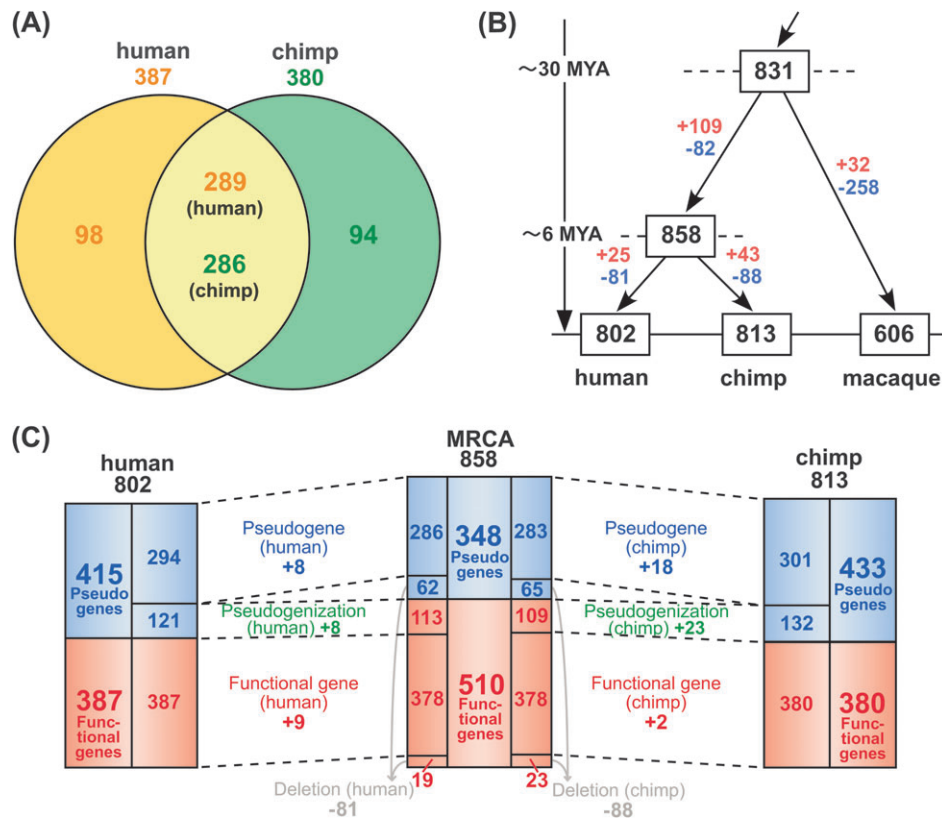 (A)
human
387
chimp
380
98
289
(human)
286
(chimp)
94
(B)
~30 MYA
831
+109
-82
+32
-258
~6 MYA
858
+25
-81
+43
-88
802
813
606
human
chimp
macaque
(C)
human
802
MRCA
858
chimp
813
415
Pseudo
genes
294
121
387
Func-
tional
genes
387
Pseudogene
(human)
+8
Pseudogenization
(human) +8
Functional gene
(human)
+9
Deletion (human)
-81
286
62
113
378
19
348
Pseudo
genes
510
Functional
genes
283
65
109
378
23
Pseudogene
(chimp)
+18
Pseudogenization
(chimp) +23
Functional gene
(chimp)
+2
Deletion (chimp)
-88
301
132
380
433
Pseudo
genes
380
Func-
tional
genes